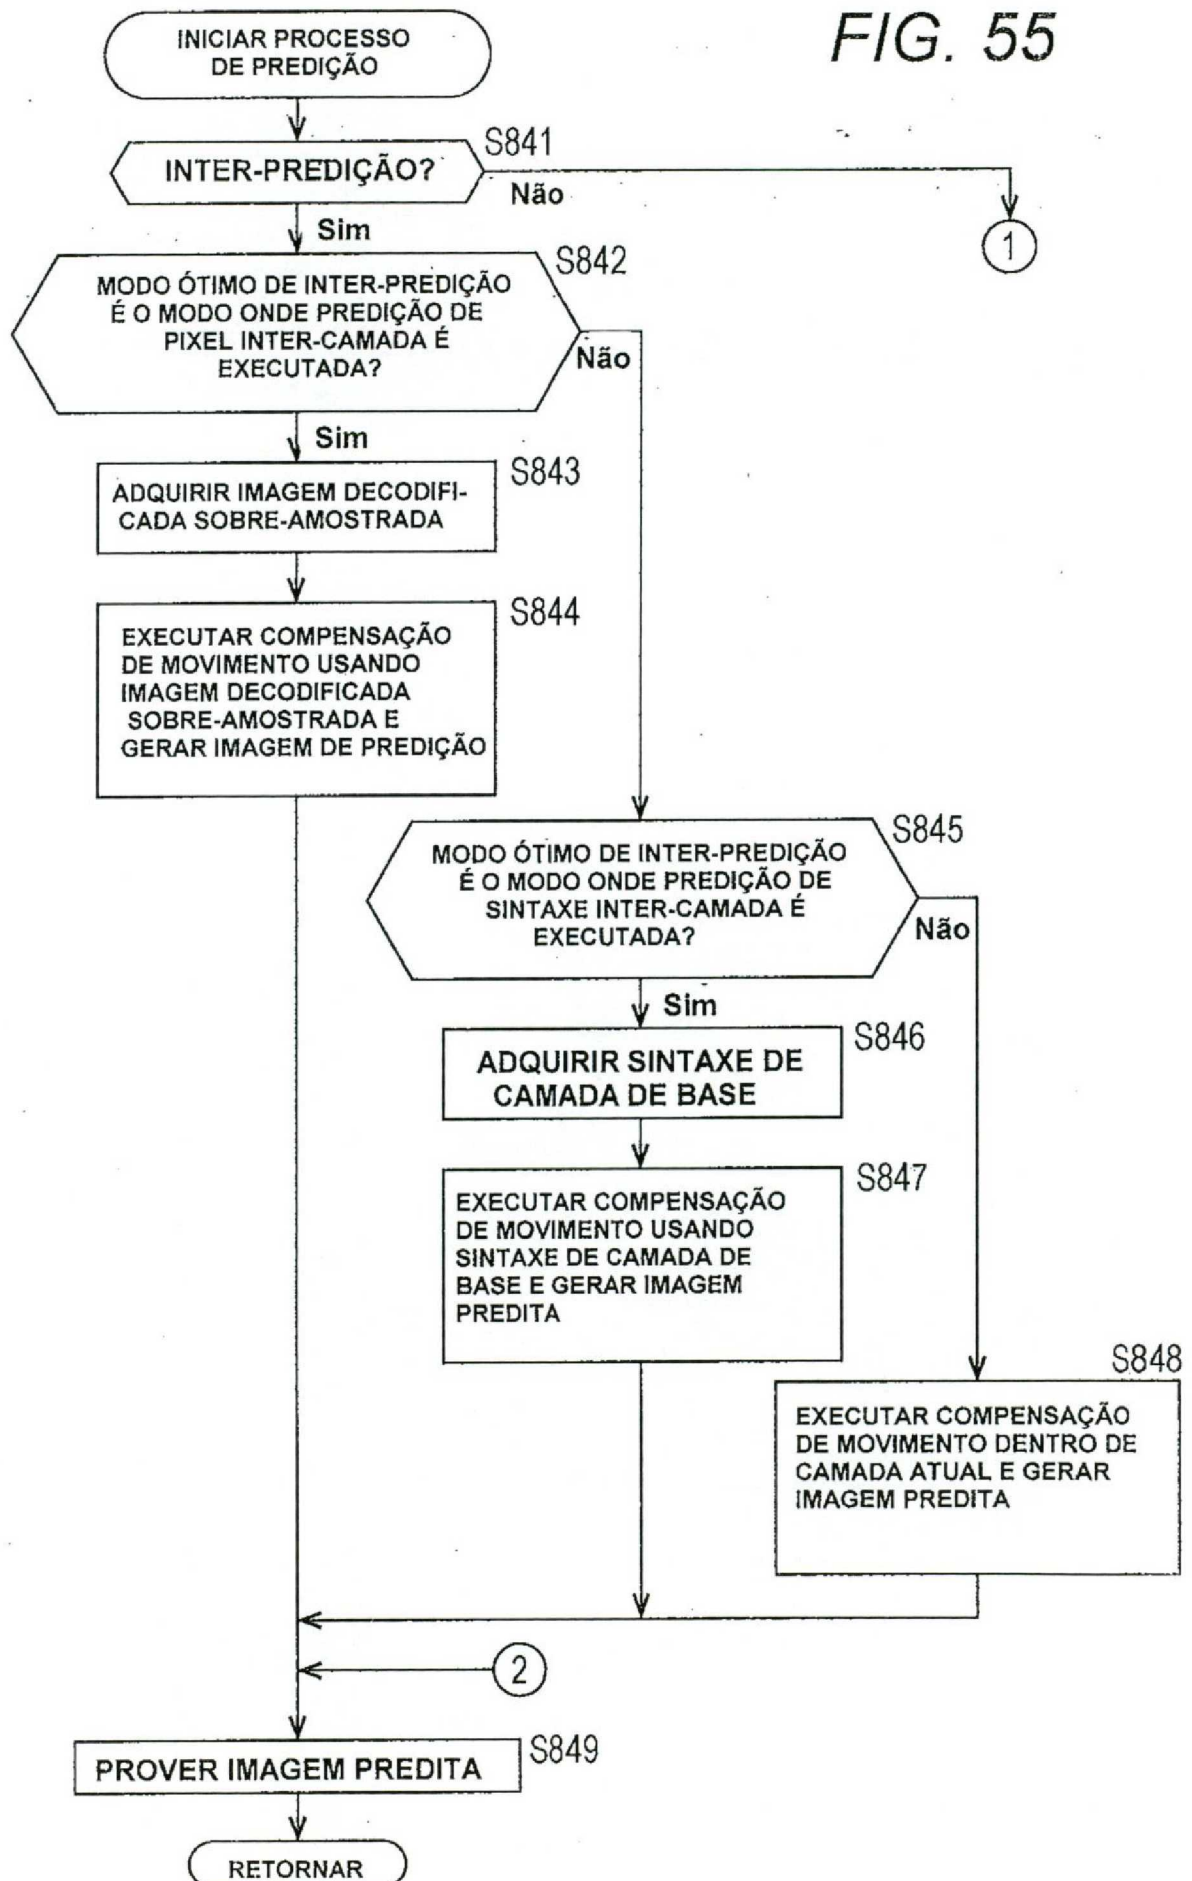 FIG. 55
INICIAR PROCESSO
DE PREDIÇÃO
S841
INTER-PREDIÇÃO?
Não
Sim
1
S842
MODO ÓTIMO DE INTER-PREDIÇÃO
É O MODO ONDE PREDIÇÃO DE
PIXEL INTER-CAMADA É
EXECUTADA?
Não
Sim
S843
ADQUIRIR IMAGEM DECODIFI-
CADA SOBRE-AMOSTRADA
S844
EXECUTAR COMPENSAÇÃO
DE MOVIMENTO USANDO
IMAGEM DECODIFICADA
SOBRE-AMOSTRADA E
GERAR IMAGEM DE PREDIÇÃO
S845
MODO ÓTIMO DE INTER-PREDIÇÃO
É O MODO ONDE PREDIÇÃO DE
SINTAXE INTER-CAMADA É
EXECUTADA?
Não
Sim
S846
ADQUIRIR SINTAXE DE
CAMADA DE BASE
S847
EXECUTAR COMPENSAÇÃO
DE MOVIMENTO USANDO
SINTAXE DE CAMADA DE
BASE E GERAR IMAGEM
PREDITA
S848
EXECUTAR COMPENSAÇÃO
DE MOVIMENTO DENTRO DE
CAMADA ATUAL E GERAR
IMAGEM PREDITA
2
S849
PROVER IMAGEM PREDITA
RETORNAR